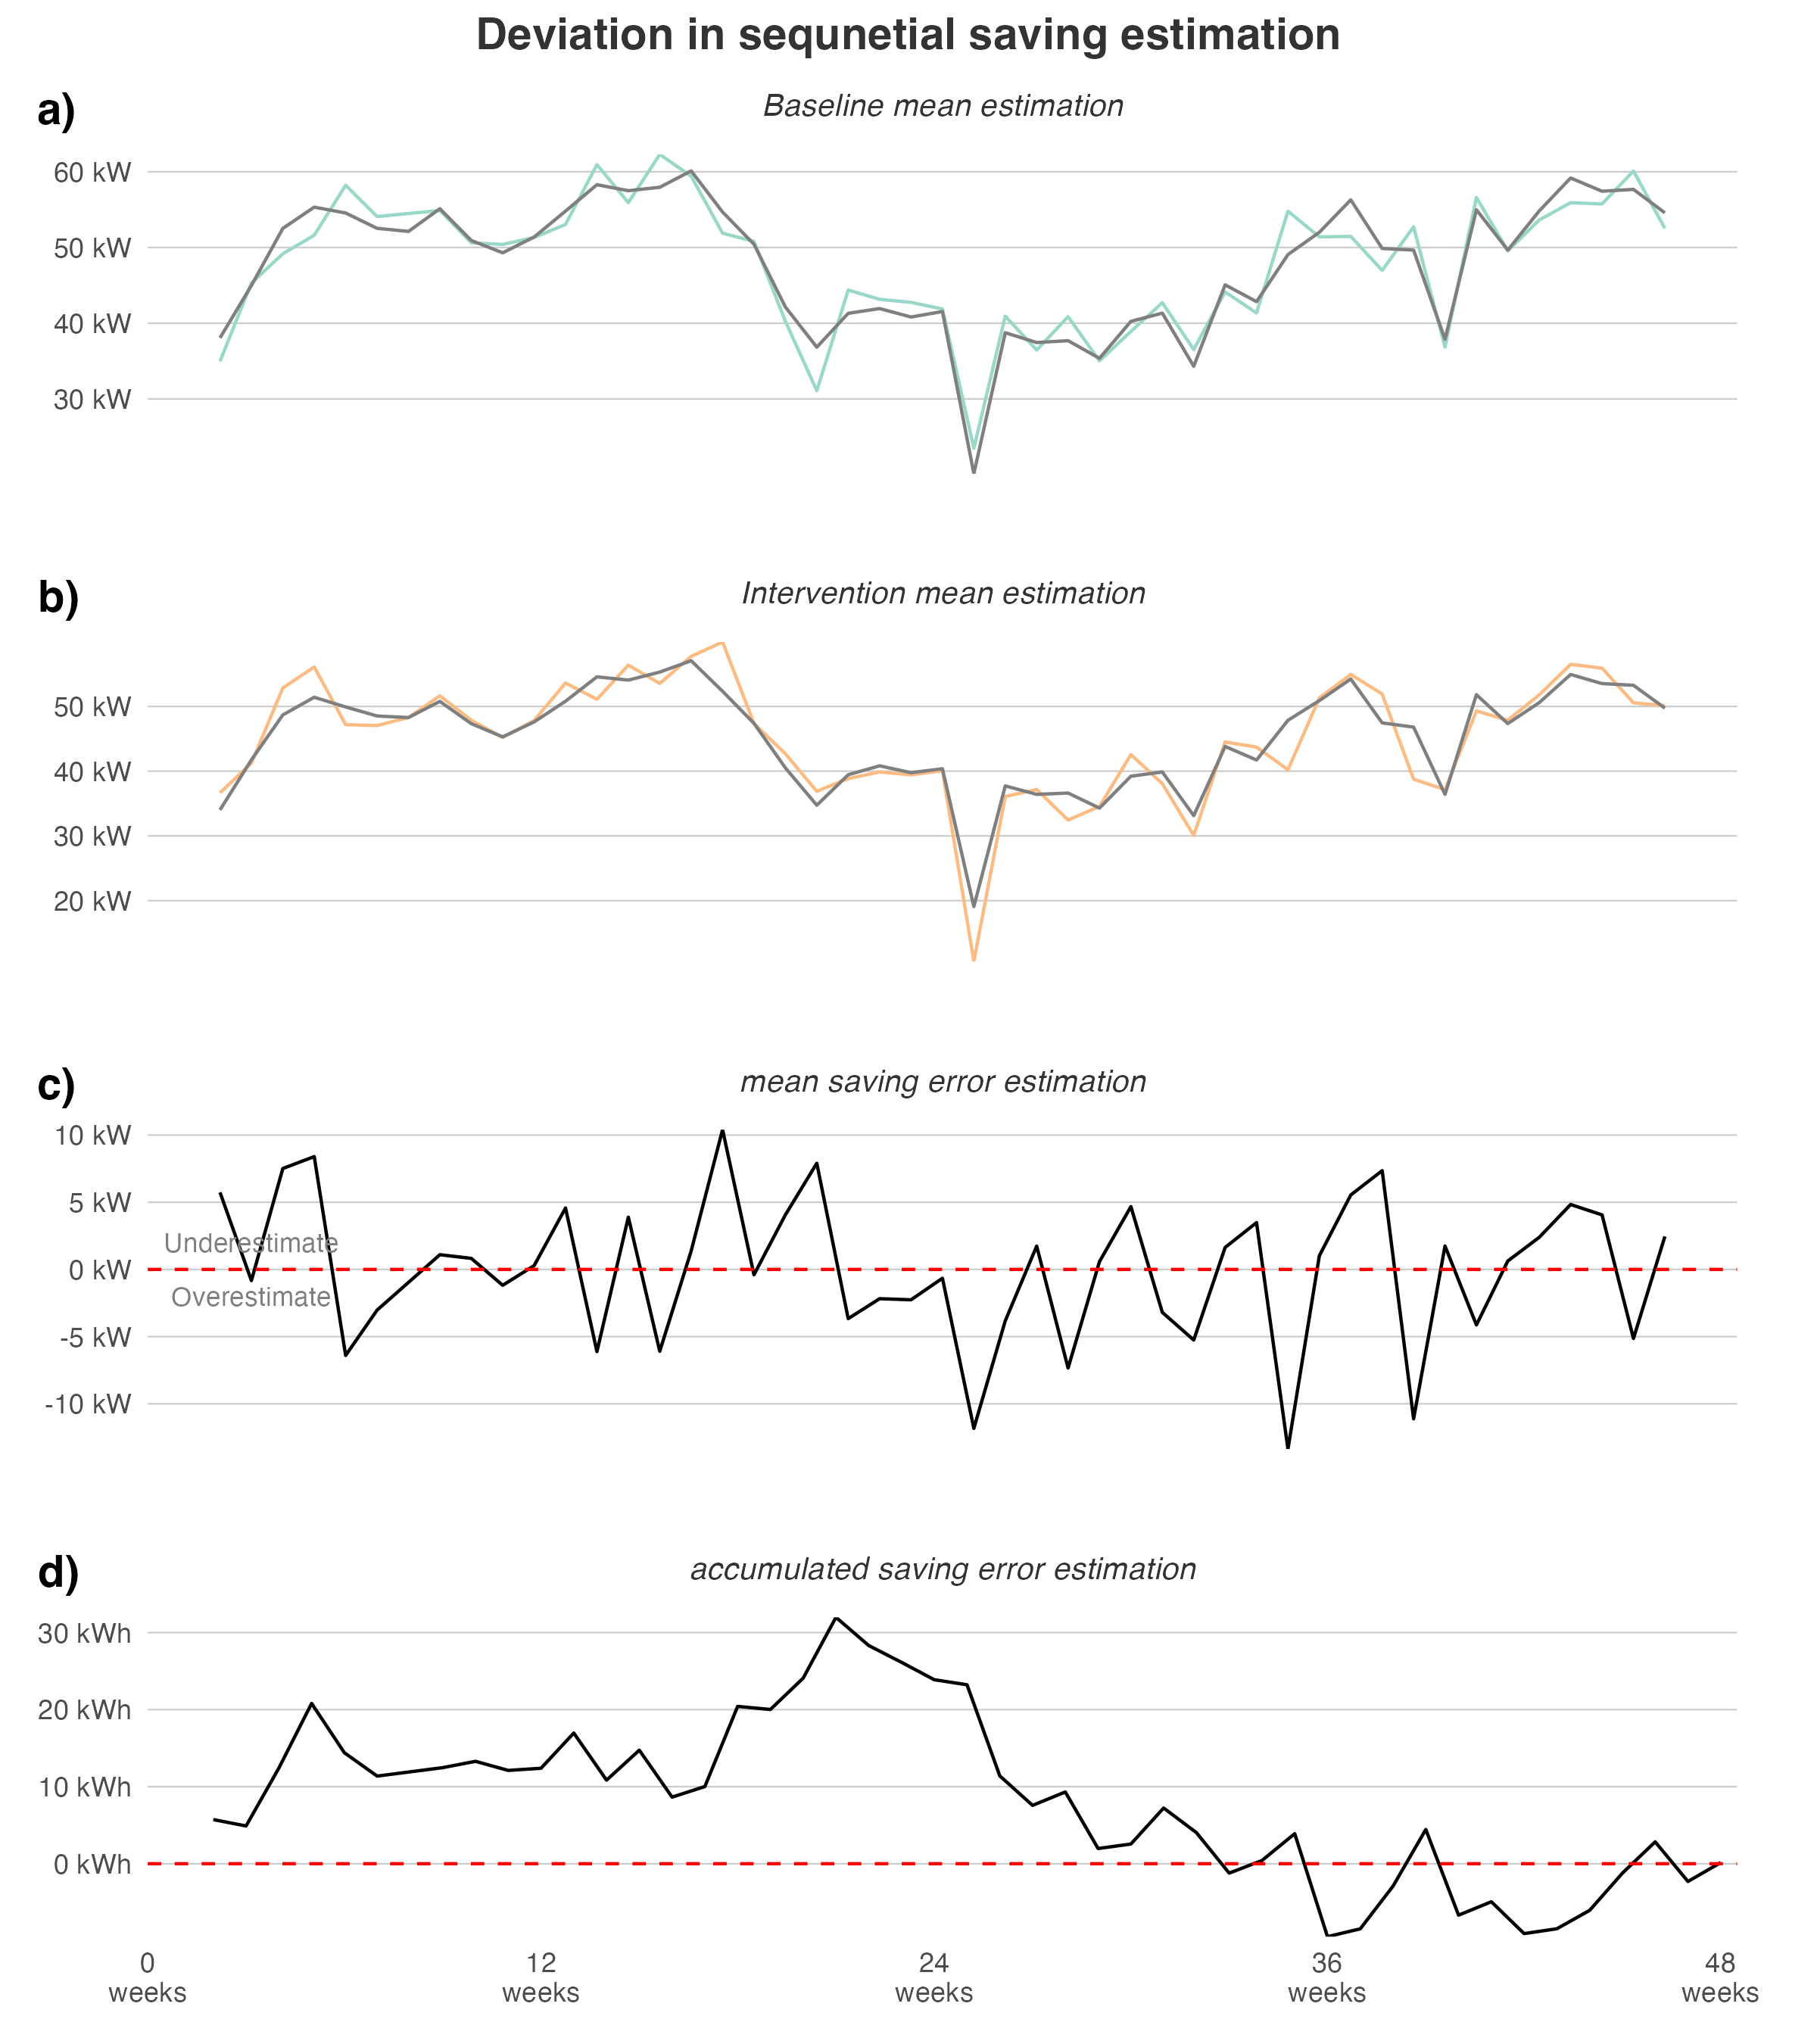 Deviation in sequnetial saving estimation
a)
Baseline mean estimation
60 kW
50 kW
40 kW
30 kW
b)
Intervention mean estimation
50 kW
40 kW
30 kW
20 kW
c)
mean saving error estimation
10 kW
5 kW
Underestimate
0 kW
Overestimate
-5 kW
-10 kW
d)
accumulated saving error estimation
30 kWh
20 kWh
10 kWh
0 kWh
0 12 24 36 48
weeks weeks weeks weeks weeks